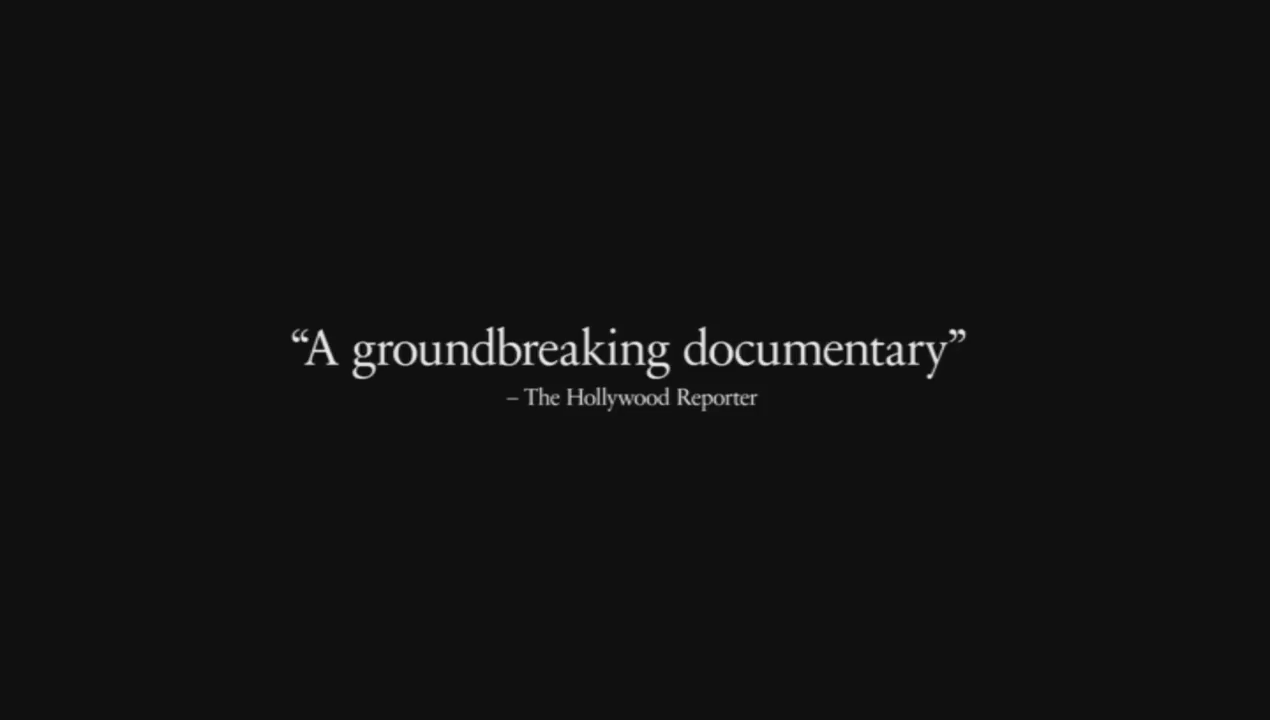 “A groundbreaking documentary”
– The Hollywood Reporter